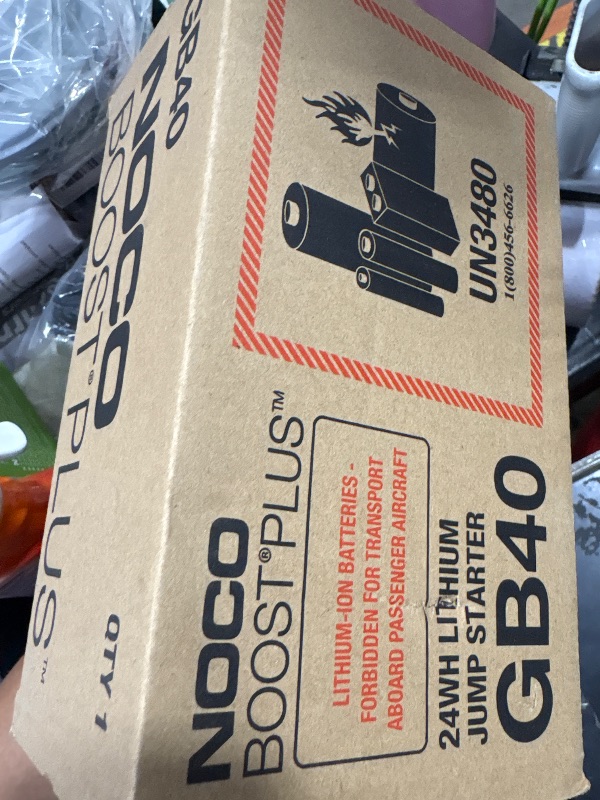 GB40
NOCO
BOOST® PLUS™
QTY 1
UN3480
1(800)456-6626
NOCO
BOOST®PLUS™
LITHIUM-ION BATTERIES -
FORBIDDEN FOR TRANSPORT
ABOARD PASSENGER AIRCRAFT
24WH LITHIUM
JUMP STARTER
GB40